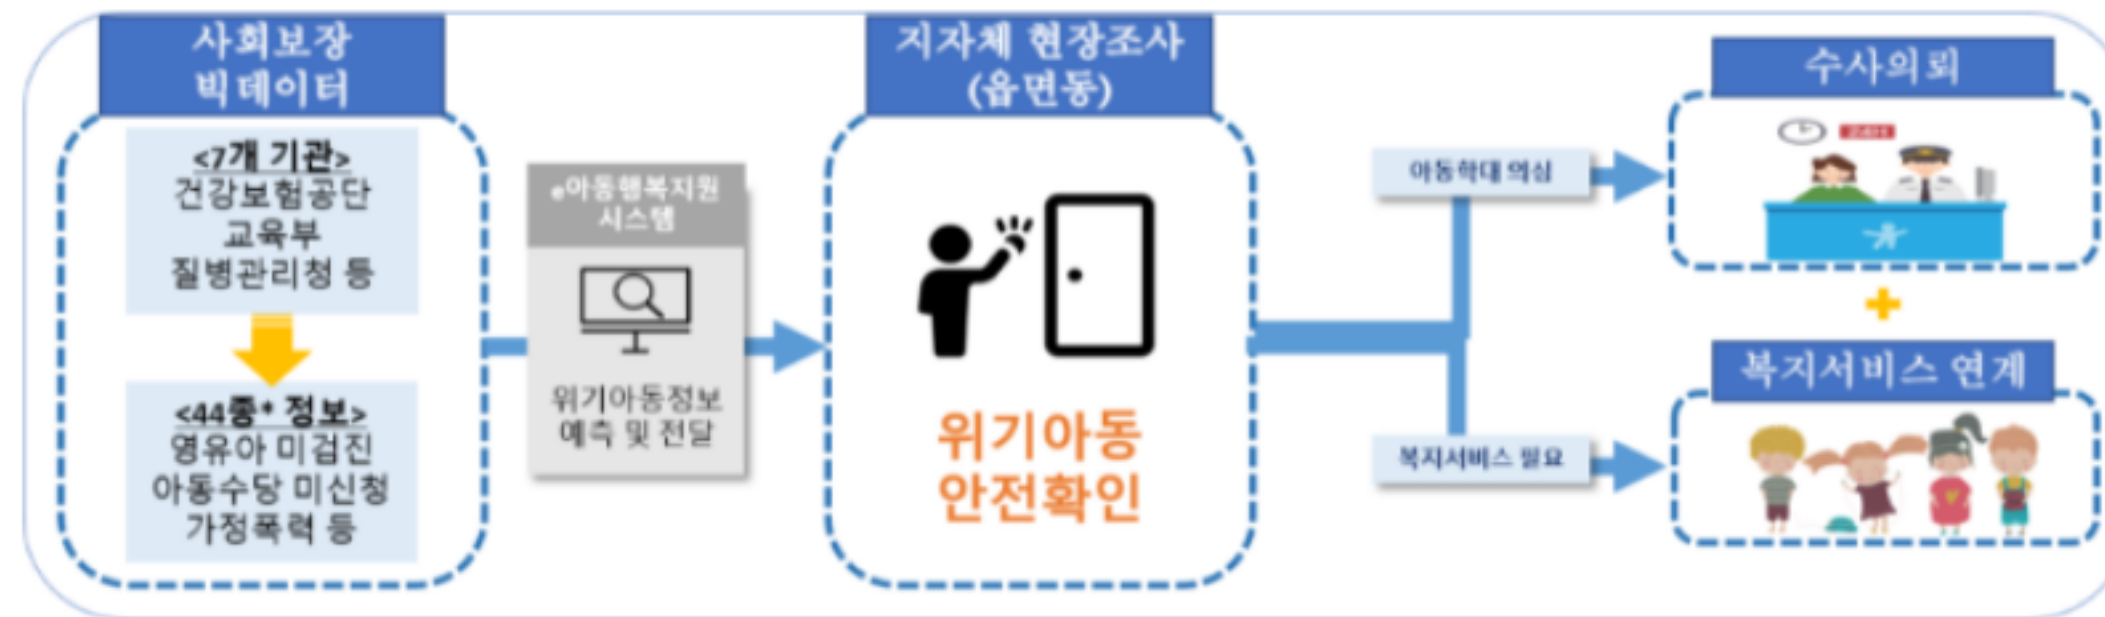 사회보장
빅데이터
<7개 기관>
건강보험공단
교육부
질병관리청 등
<44종* 정보>
영유아 미검진
아동수당 미신청
가정폭력 등
e아동행복지원
시스템
위기아동정보
예측 및 전달
지자체 현장조사
(읍면동)
위기아동
안전확인
아동학대 의심
복지서비스 필요
수사의뢰
복지서비스 연계